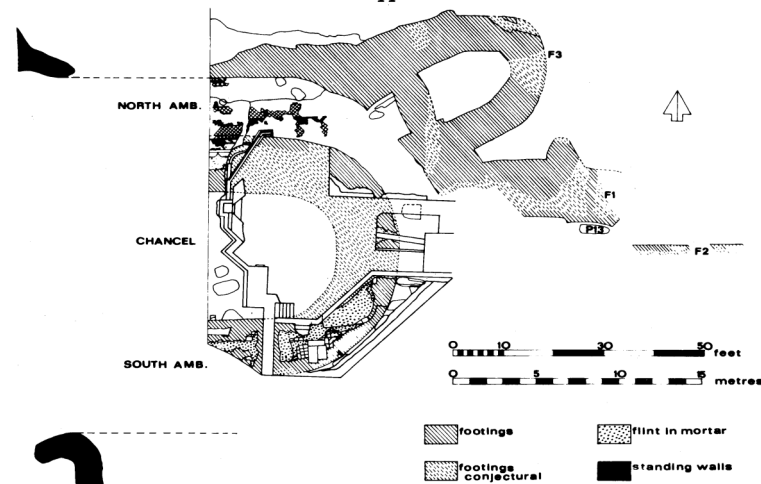 F3
NORTH AMB.
A
F1
P13
CHANCEL
F2
SOUTH AMB.
A
0 10 30 50
feet
0 5 10 15
metres
footings
flint in mortar
footings
conjectural
standing walls